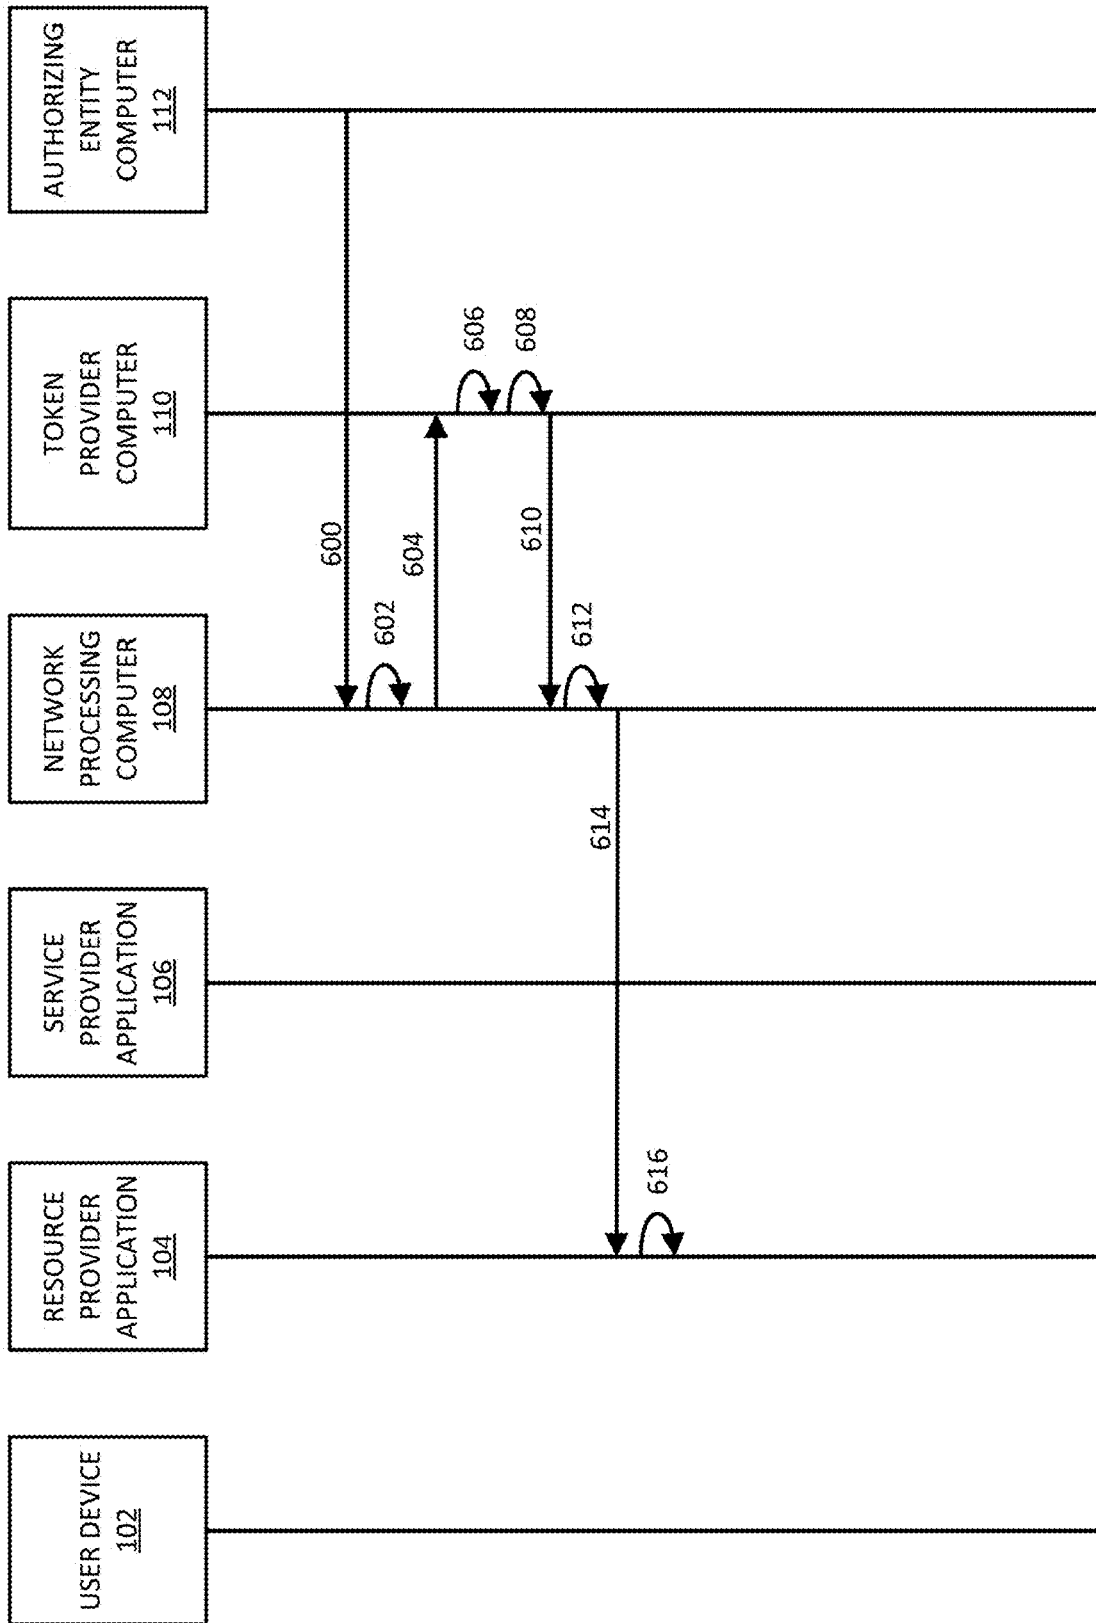 USER DEVICE
102
RESOURCE
PROVIDER
APPLICATION
104
SERVICE
PROVIDER
APPLICATION
106
NETWORK
PROCESSING
COMPUTER
108
TOKEN
PROVIDER
COMPUTER
110
AUTHORIZING
ENTITY
COMPUTER
112
600
602
604
606
608
610
612
614
616